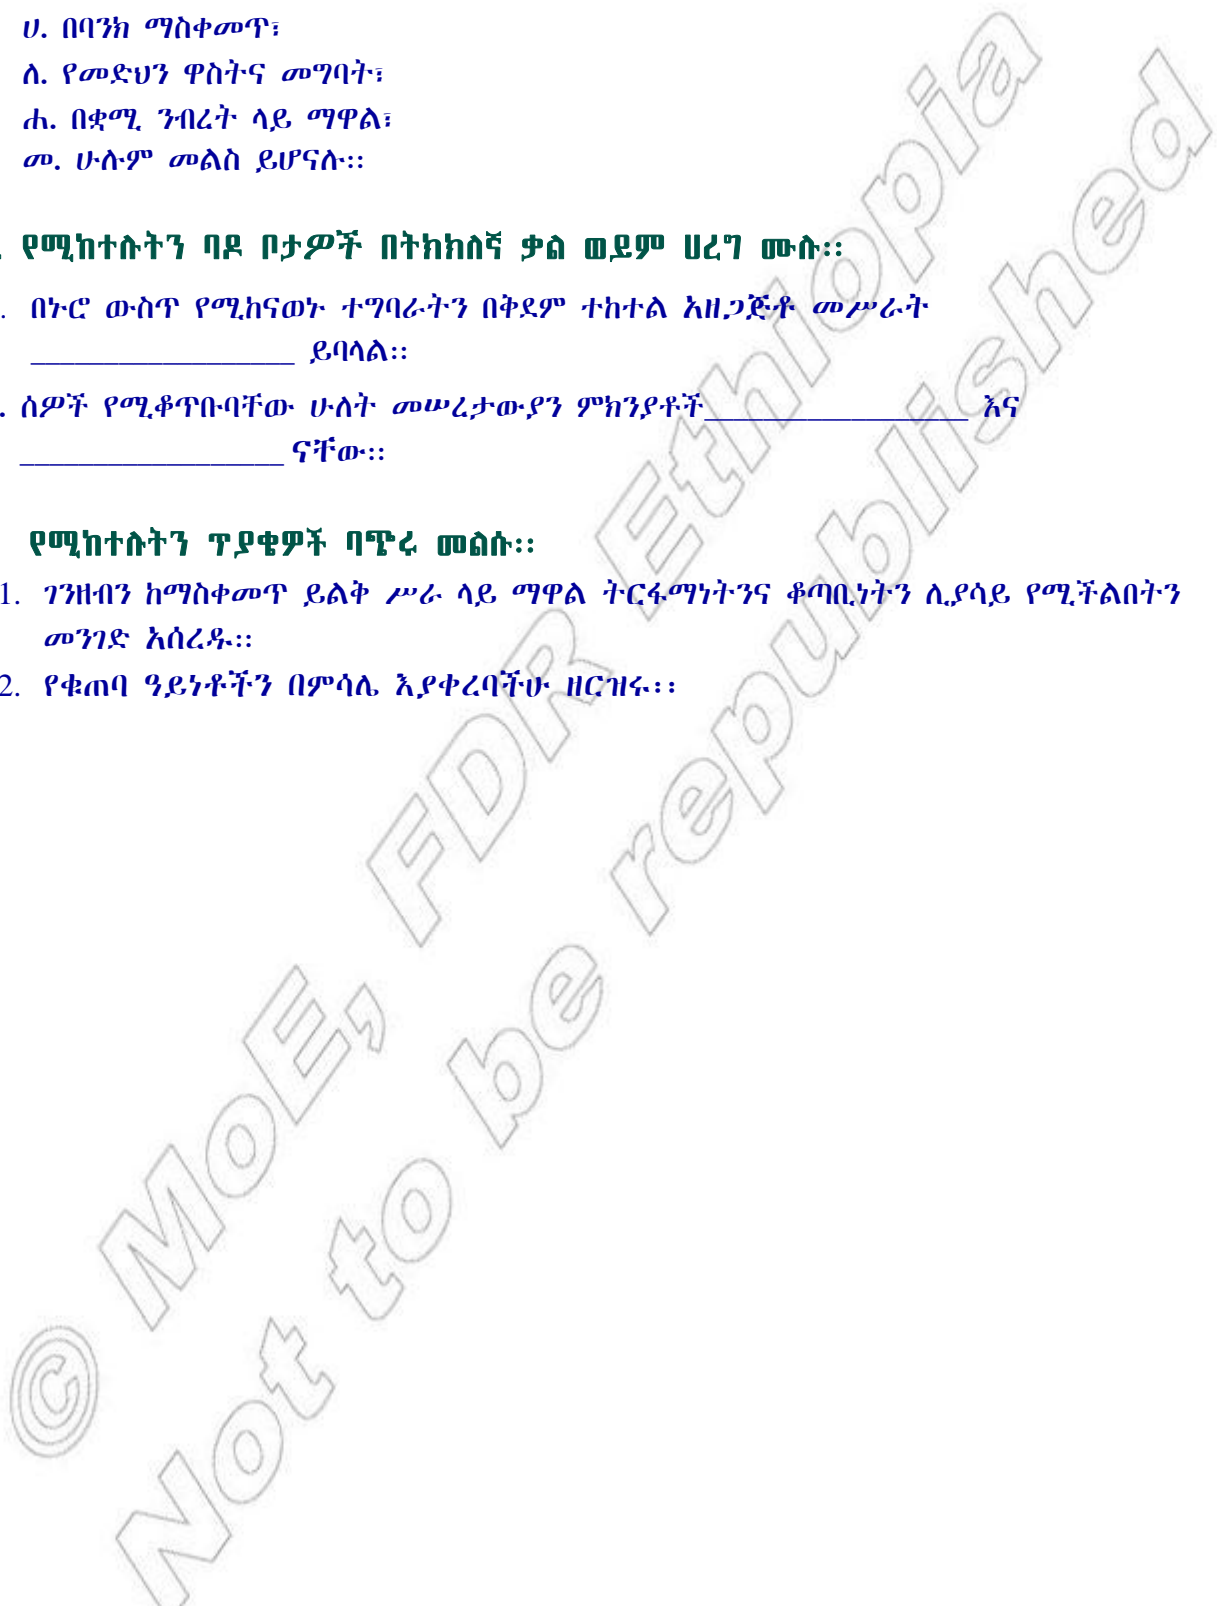 ሀ. በባንክ ማስቀመጥ፣
ለ. የመድህን ዋስትና መግባት፣
ሐ. በቋሚ ንብረት ላይ ማዋል፣
መ. ሁሉም መልስ ይሆናሉ።
. የሚከተሉትን ባዶ ቦታዎች በትክክለኛ ቃል ወይም ሀረግ ሙሉ።
. በኑሮ ውስጥ የሚከናወኑ ተግባራትን በቅደም ተከተል አዘጋጅቶ መሥራት
__________________ ይባላል።
. ሰዎች የሚቆጥቡባቸው ሁለት መሠረታውያን ምክንያቶች__________________ እና
__________________ ናቸው።
የሚከተሉትን ጥያቄዎች ባጭሩ መልሱ።
1. ገንዘብን ከማስቀመጥ ይልቅ ሥራ ላይ ማዋል ትርፋማነትንና ቆጣቢነትን ሊያሳይ የሚችልበትን
መንገድ አሰረዱ።
2. የቁጠባ ዓይነቶችን በምሳሌ እያቀረባችሁ ዘርዝሩ፡፡
© MoE, FDR Ethiopia
Not to be republished